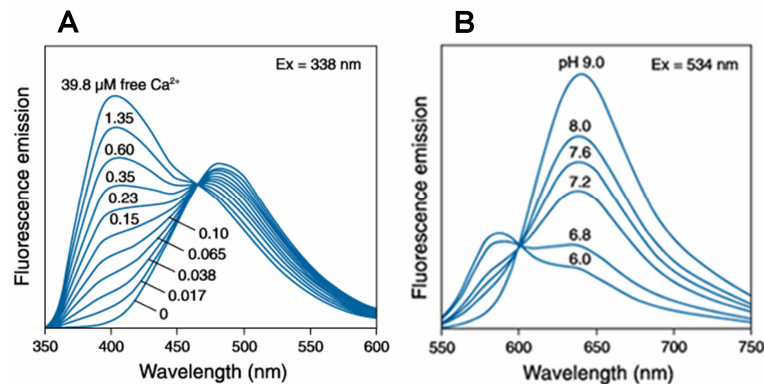 A
Ex = 338 nm
39.8 µM free Ca²⁺
1.35
0.60
0.35
0.23
0.15
0.10
0.065
0.038
0.017
0
Fluorescence emission
350 400 450 500 550 600
Wavelength (nm)
B
pH 9.0
Ex = 534 nm
8.0
7.6
7.2
6.8
6.0
Fluorescence emission
550 600 650 700 750
Wavelength (nm)